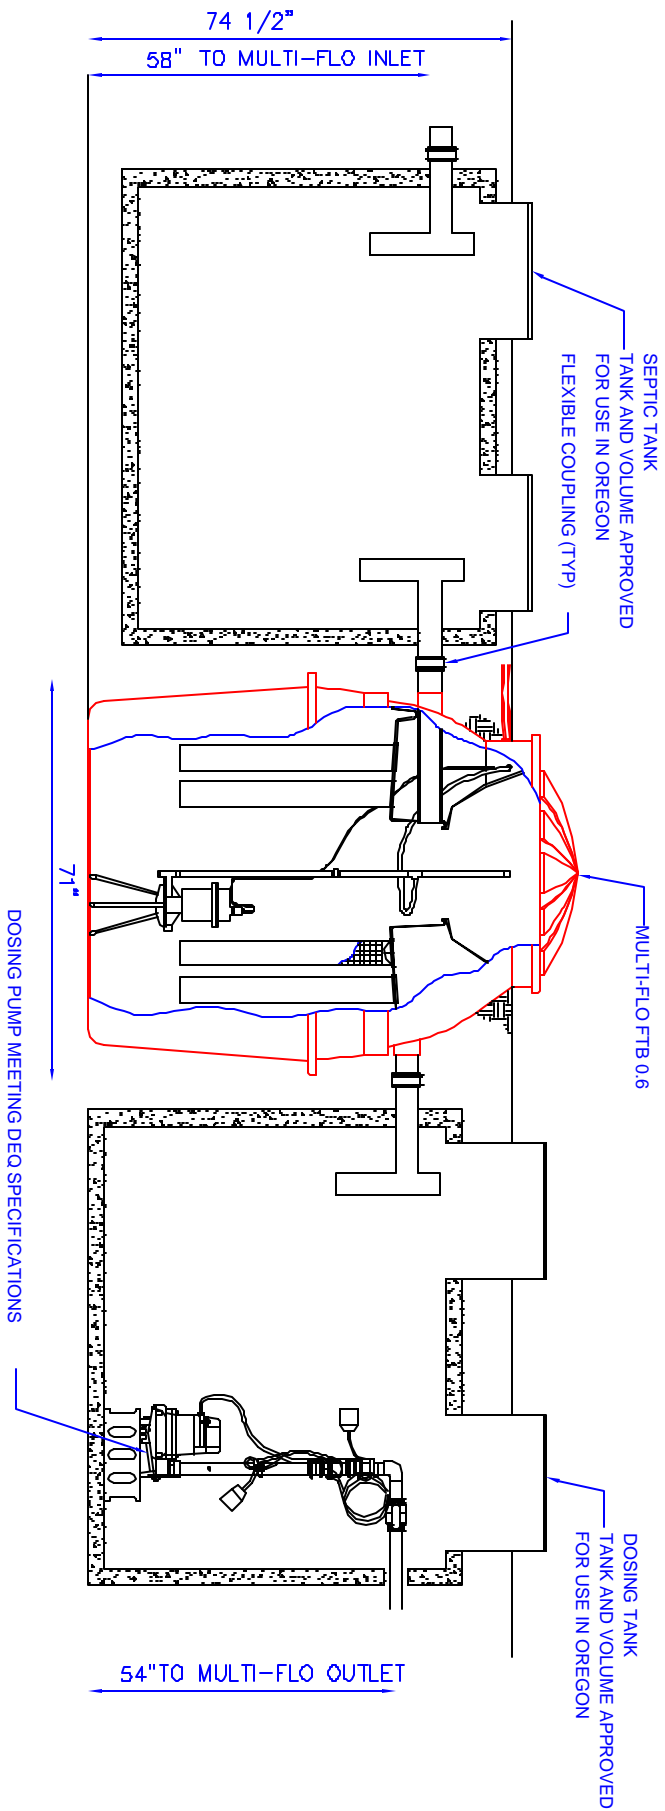 74 1/2"
58" TO MULTI-FLO INLET
SEPTIC TANK
TANK AND VOLUME APPROVED
FOR USE IN OREGON
FLEXIBLE COUPLING (TYP)
MULTI-FLO FTB 0.6
71"
DOSING PUMP MEETING DEQ SPECIFICATIONS
DOSING TANK
TANK AND VOLUME APPROVED
FOR USE IN OREGON
54"TO MULTI-FLO OUTLET